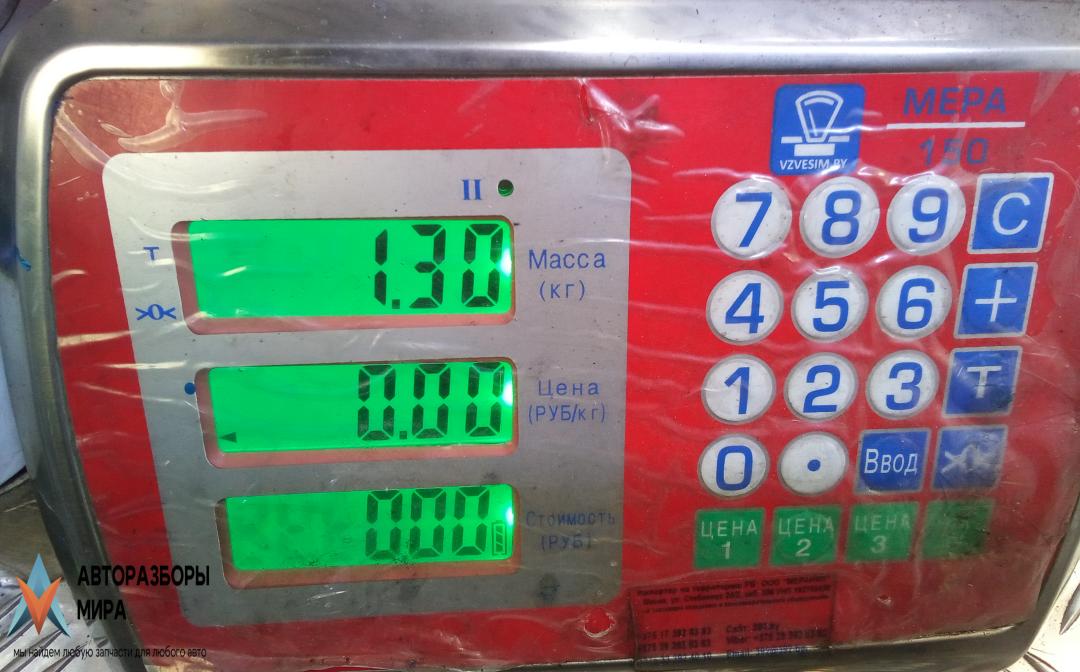 МЕРА
150
VZVESIM.BY
II
T
1.30
Масса
(кг)
>0<
0.00
Цена
(РУБ/кг)
0.00
Стоимость
(РУБ)
7 8 9 C
4 5 6 +
1 2 3 T
0 . Ввод
ЦЕНА 1
ЦЕНА 2
ЦЕНА 3
АВТОРАЗБОРЫ
МИРА
мы найдем любую запчасти для любого авто